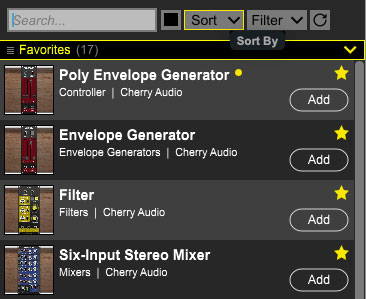 Search...
Sort
Filter
Sort By
Favorites (17)
Poly Envelope Generator
Controller | Cherry Audio
Add
Envelope Generator
Envelope Generators | Cherry Audio
Add
Filter
Filters | Cherry Audio
Add
Six-Input Stereo Mixer
Mixers | Cherry Audio
Add